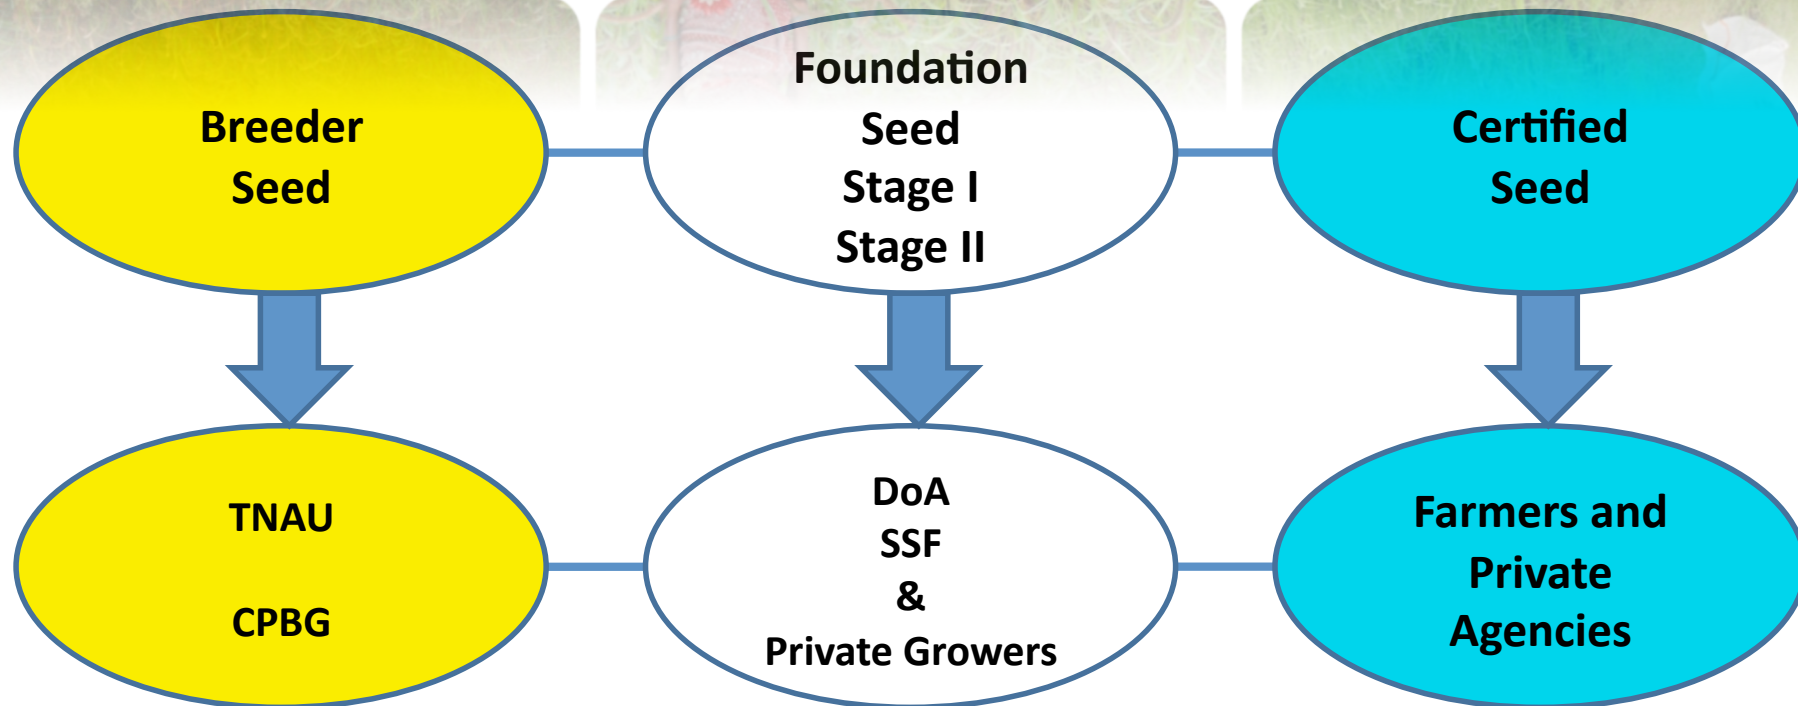 Breeder
Seed
Foundation
Seed
Stage I
Stage II
Certified
Seed
TNAU
CPBG
DoA
SSF
&
Private Growers
Farmers and
Private
Agencies